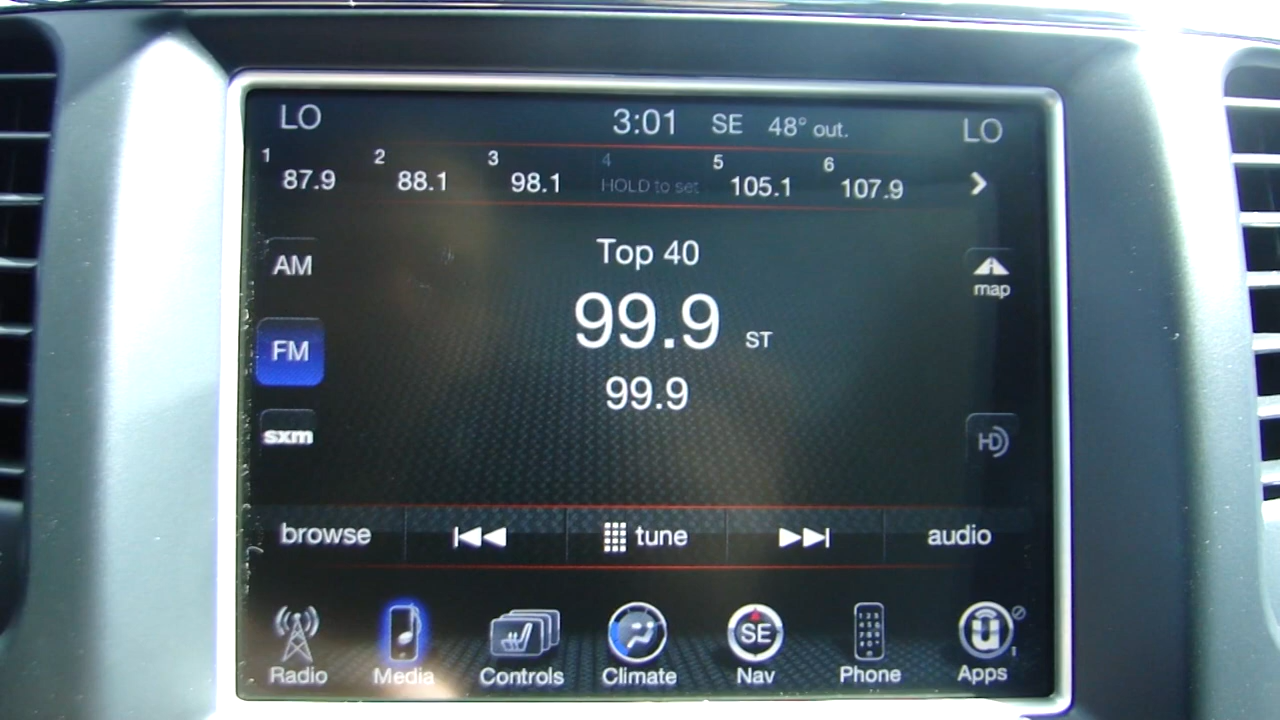 LO 3:01 SE 48° out. LO
1 2 3 4 5 6
87.9 88.1 98.1 HOLD to set 105.1 107.9
AM Top 40 map
99.9 ST
FM
99.9
sxm HD
browse tune audio
SE
Radio Media Controls Climate Nav Phone Apps